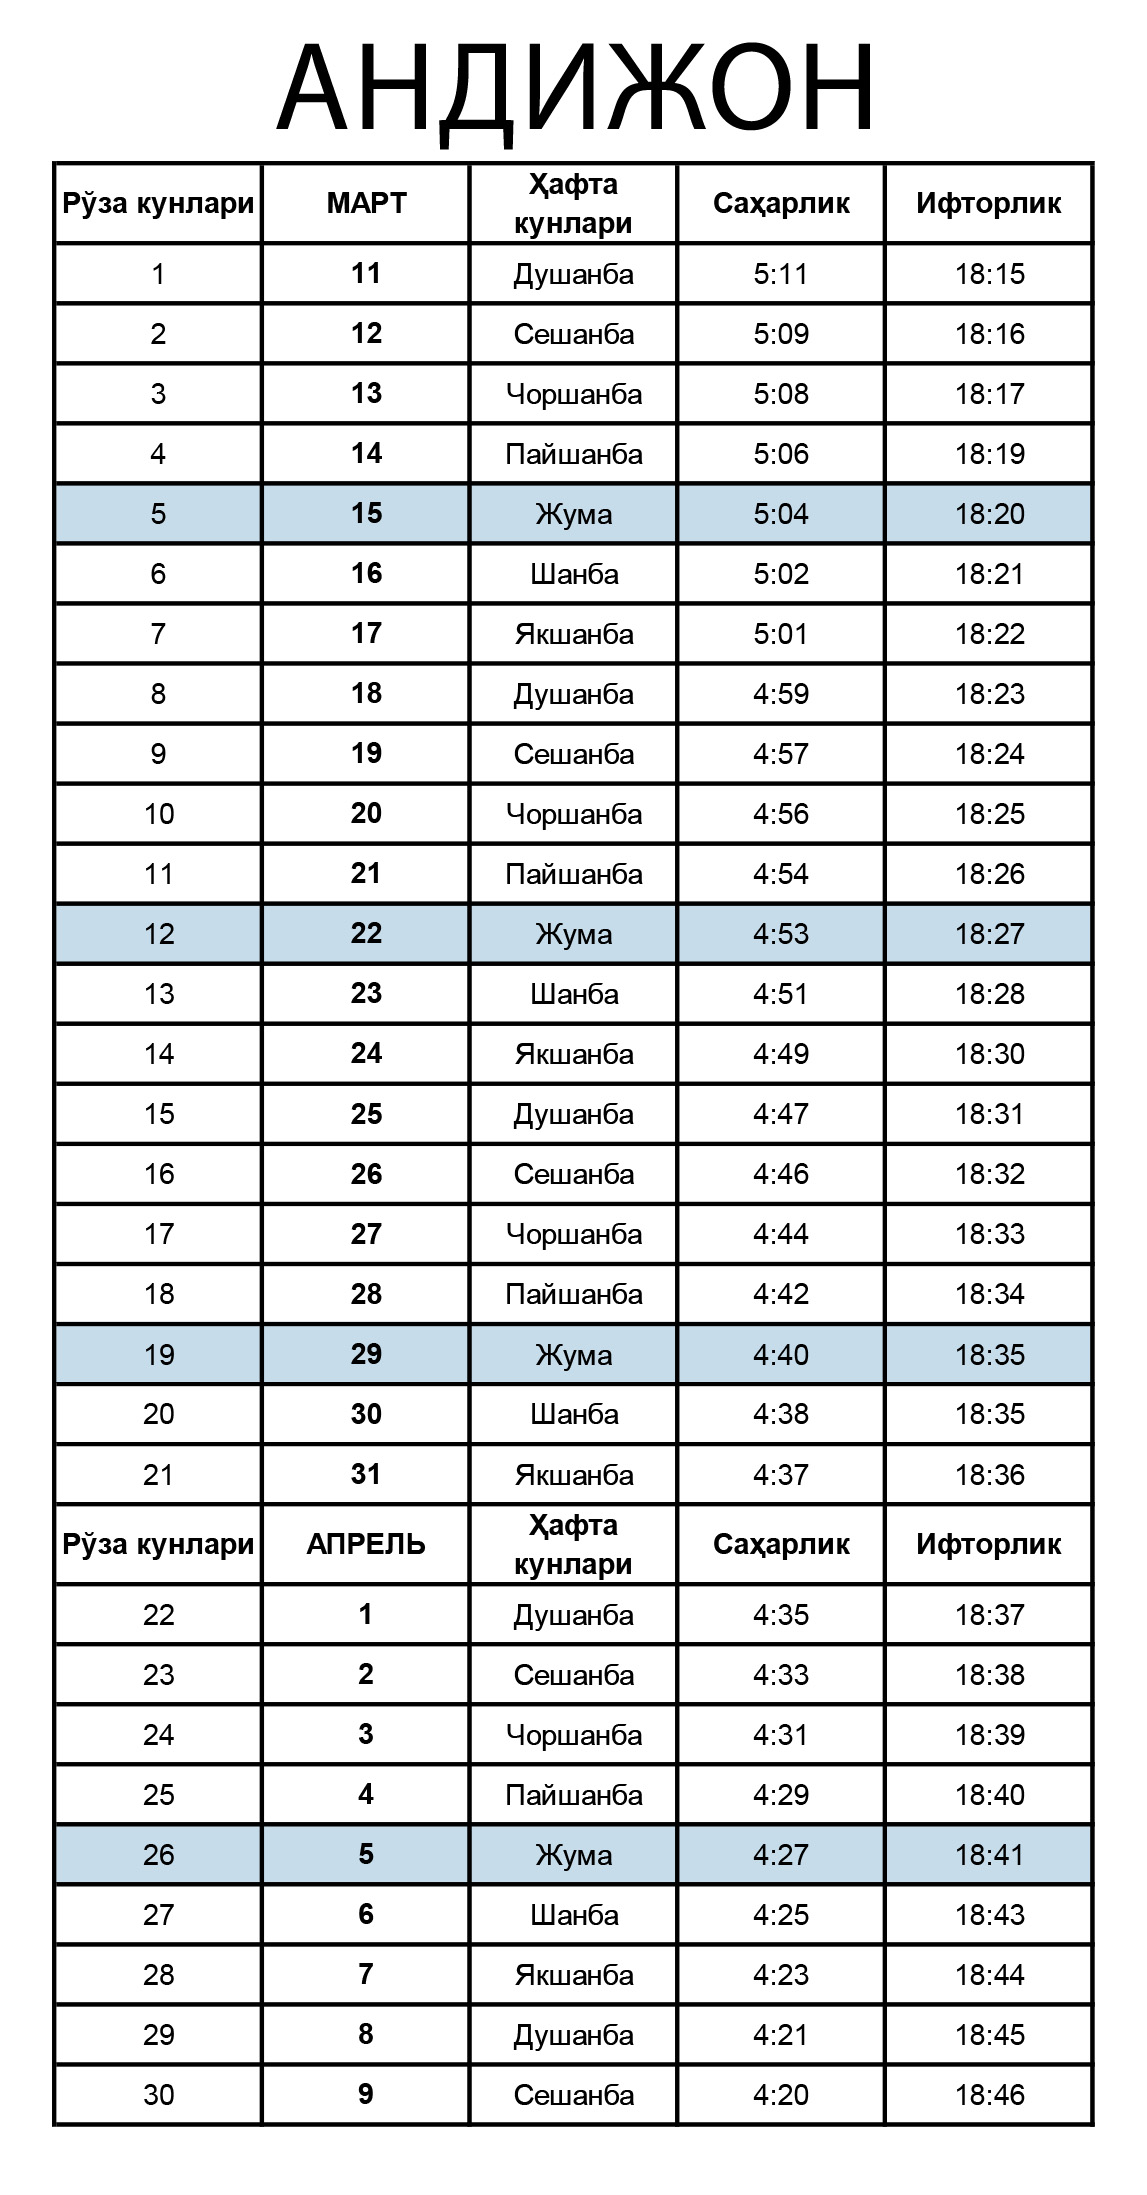 АНДИЖОН
Рўза кунлари МАРТ Ҳафта кунлари Саҳарлик Ифторлик
1 11 Душанба 5:11 18:15
2 12 Сешанба 5:09 18:16
3 13 Чоршанба 5:08 18:17
4 14 Пайшанба 5:06 18:19
5 15 Жума 5:04 18:20
6 16 Шанба 5:02 18:21
7 17 Якшанба 5:01 18:22
8 18 Душанба 4:59 18:23
9 19 Сешанба 4:57 18:24
10 20 Чоршанба 4:56 18:25
11 21 Пайшанба 4:54 18:26
12 22 Жума 4:53 18:27
13 23 Шанба 4:51 18:28
14 24 Якшанба 4:49 18:30
15 25 Душанба 4:47 18:31
16 26 Сешанба 4:46 18:32
17 27 Чоршанба 4:44 18:33
18 28 Пайшанба 4:42 18:34
19 29 Жума 4:40 18:35
20 30 Шанба 4:38 18:35
21 31 Якшанба 4:37 18:36
Рўза кунлари АПРЕЛЬ Ҳафта кунлари Саҳарлик Ифторлик
22 1 Душанба 4:35 18:37
23 2 Сешанба 4:33 18:38
24 3 Чоршанба 4:31 18:39
25 4 Пайшанба 4:29 18:40
26 5 Жума 4:27 18:41
27 6 Шанба 4:25 18:43
28 7 Якшанба 4:23 18:44
29 8 Душанба 4:21 18:45
30 9 Сешанба 4:20 18:46